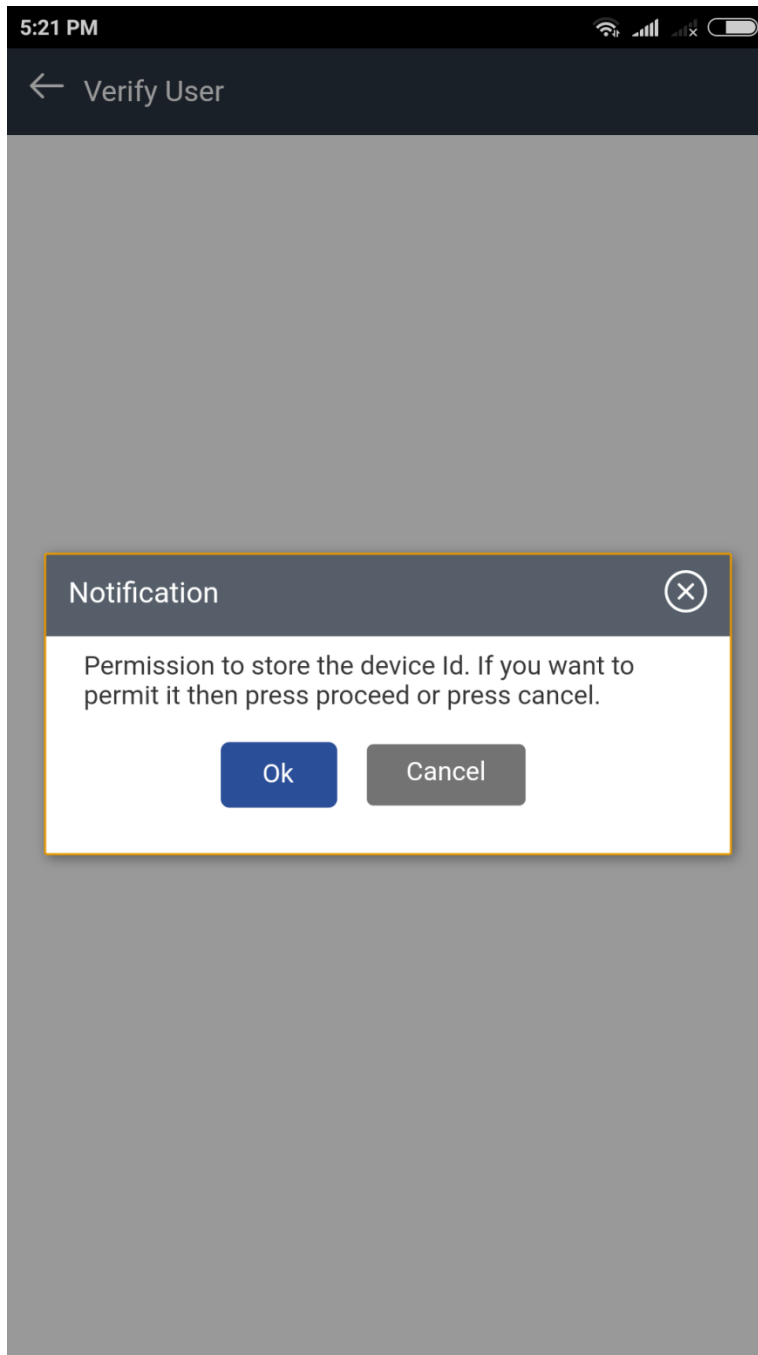 5:21 PM
Verify User
Notification
Permission to store the device Id. If you want to
permit it then press proceed or press cancel.
Ok
Cancel